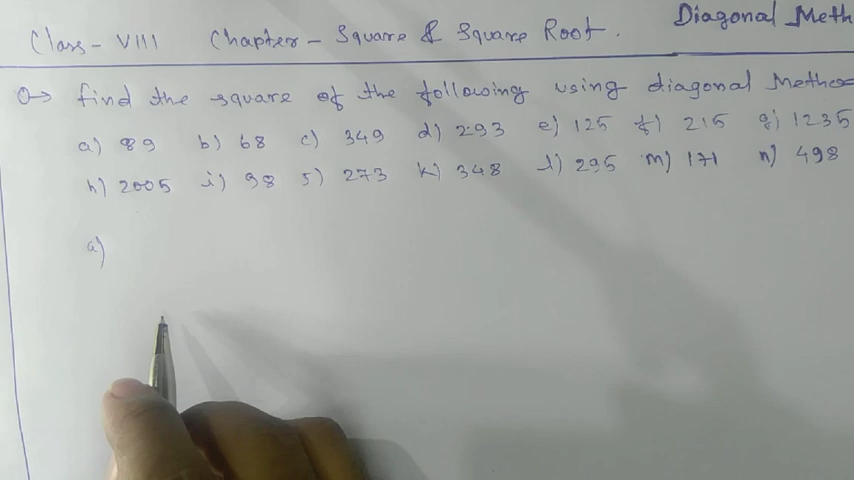 Class - VIII Chapter - Square & Square Root. Diagonal Meth
Q→ find the square of the following using diagonal Metho
a) 89 b) 68 c) 349 d) 293 e) 125 f) 215 g) 1235
h) 2005 i) 98 j) 273 k) 348 l) 295 m) 171 n) 498
a)